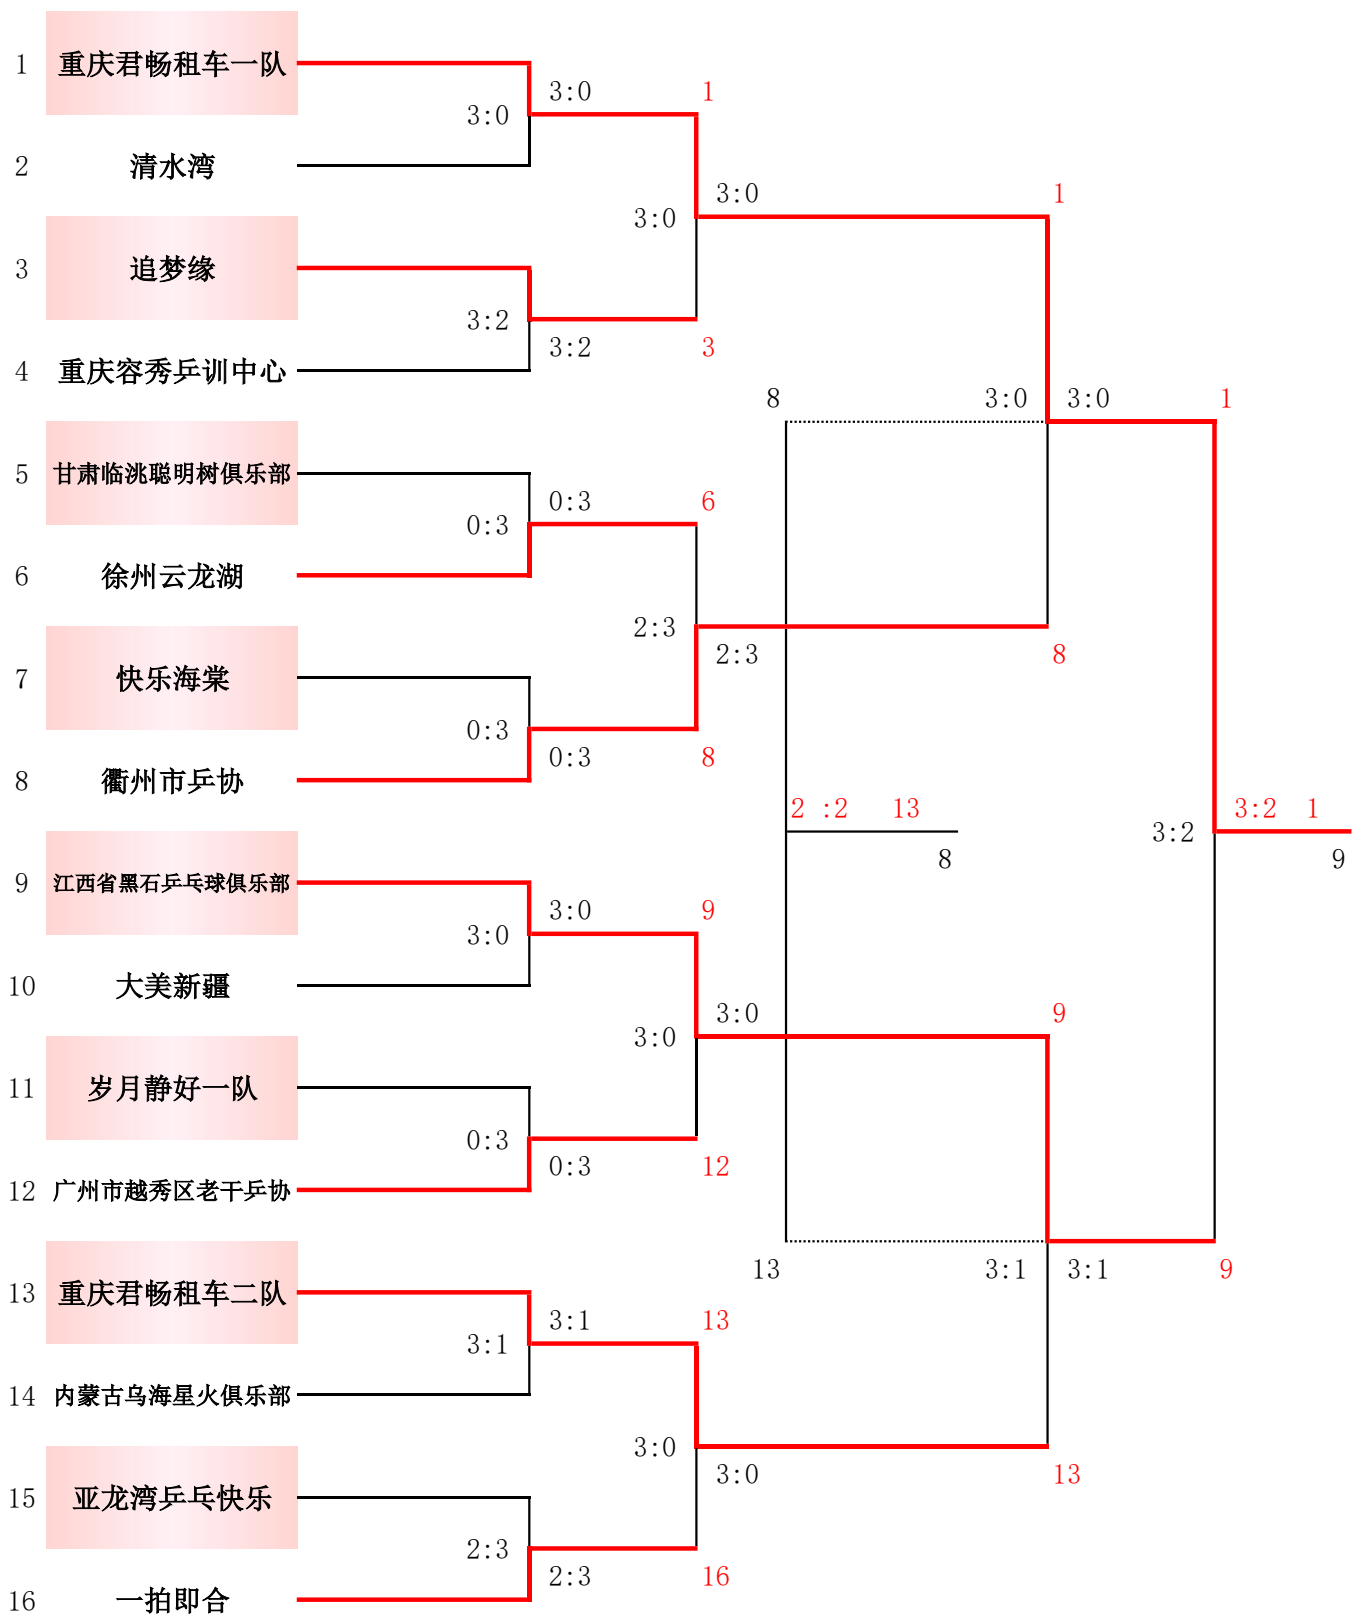 1 重庆君畅租车一队 3:0 1
3:0
2 清水湾
3:0 1
3:0
3 追梦缘
3:2
3:2 3
4 重庆容秀乒训中心
8 3:0 3:0 1
5 甘肃临洮聪明树俱乐部
0:3 6
0:3
6 徐州云龙湖
2:3
2:3 8
7 快乐海棠
0:3
0:3 8
8 衢州市乒协
2 :2 13
3:2 1
3:2
8 9
9 江西省黑石乒乓球俱乐部
3:0 9
3:0
10 大美新疆
3:0 9
3:0
11 岁月静好一队
0:3
0:3 12
12 广州市越秀区老干乒协
13 3:1 3:1 9
13 重庆君畅租车二队
3:1 13
3:1
14 内蒙古乌海星火俱乐部
3:0
3:0 13
15 亚龙湾乒乓快乐
2:3
2:3 16
16 一拍即合